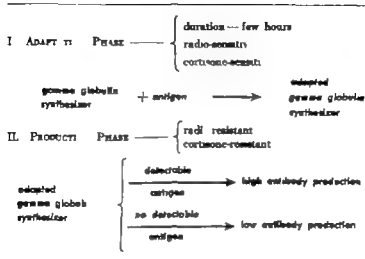 duration — few hours
I ADAPTI TI PHASE — radio-sensiti
cortisone-sensiti
gamma globulin synthesizer + antigen → adapted gamma globulin synthesizer
II. PRODUCTI PHASE — radi resistant
cortisone-resistant
detectable
antigen
high antibody production
adapted
gamma globuli
synthesizer
no detectable
antigen
low antibody production